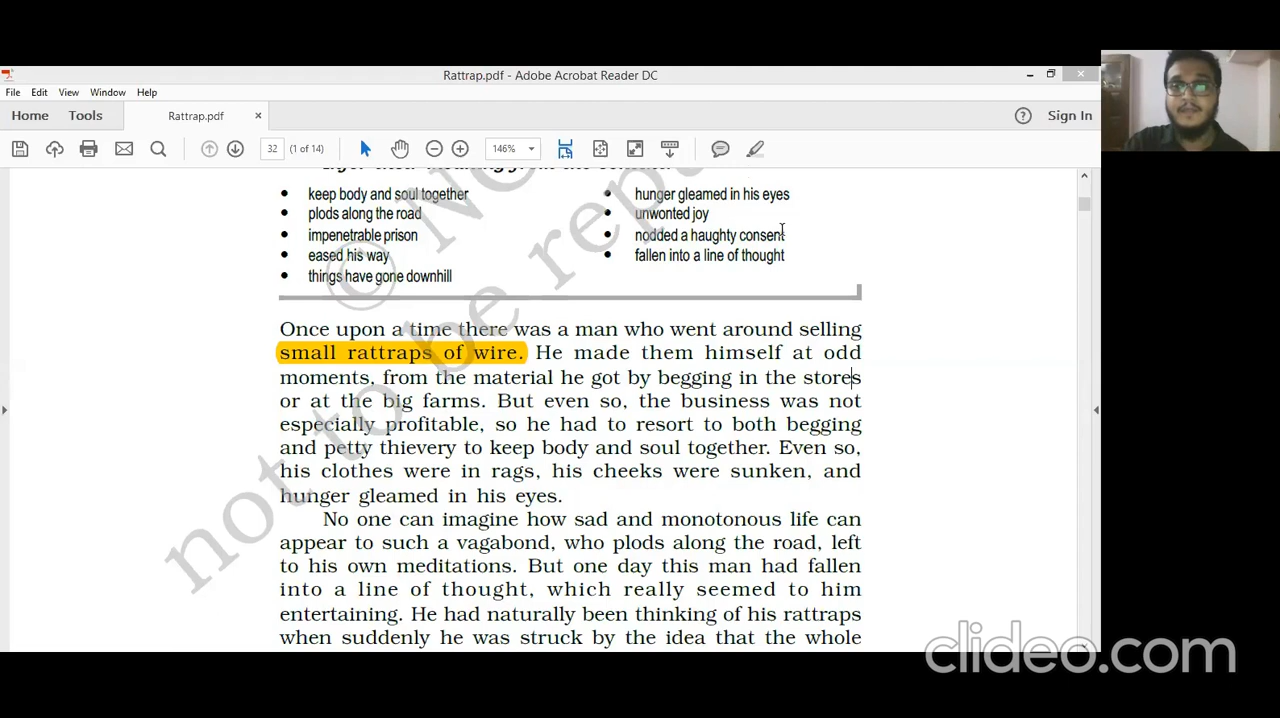 Rattrap.pdf - Adobe Acrobat Reader DC
File Edit View Window Help
Home Tools Rattrap.pdf × Sign In
32 (1 of 14) 146%
keep body and soul together
plods along the road
impenetrable prison
eased his way
things have gone downhill
hunger gleamed in his eyes
unwonted joy
nodded a haughty consent
fallen into a line of thought
Once upon a time there was a man who went around selling
small rattraps of wire. He made them himself at odd
moments, from the material he got by begging in the stores
or at the big farms. But even so, the business was not
especially profitable, so he had to resort to both begging
and petty thievery to keep body and soul together. Even so,
his clothes were in rags, his cheeks were sunken, and
hunger gleamed in his eyes.
No one can imagine how sad and monotonous life can
appear to such a vagabond, who plods along the road, left
to his own meditations. But one day this man had fallen
into a line of thought, which really seemed to him
entertaining. He had naturally been thinking of his rattraps
when suddenly he was struck by the idea that the whole
not to be
clideo.com